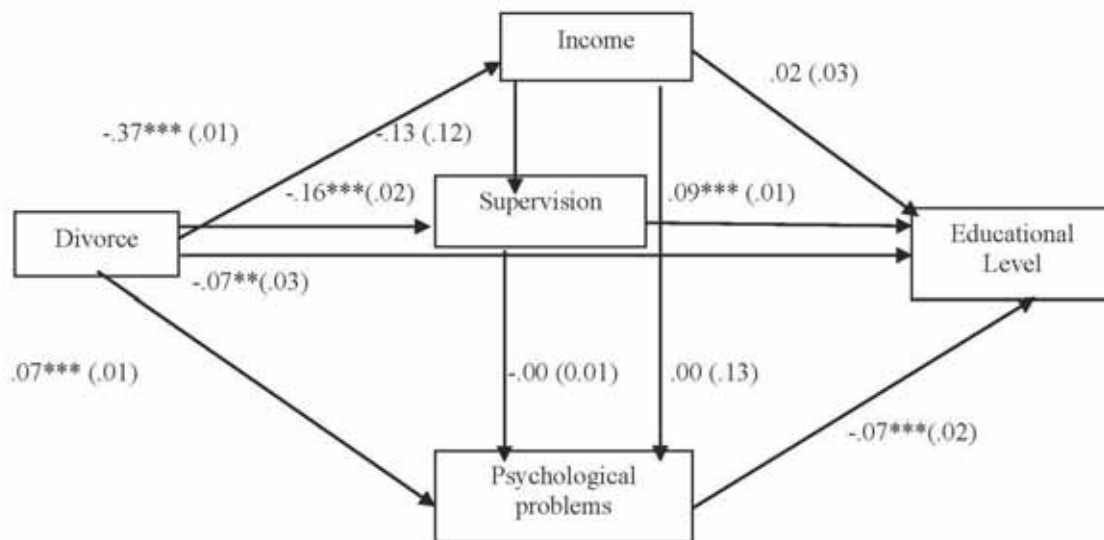 Income
.02 (.03)
-.37*** (.01)
-.13 (.12)
-.16***(.02)
Supervision
.09*** (.01)
Divorce
Educational
Level
-.07**(.03)
.07*** (.01)
-.00 (0.01)
.00 (.13)
-.07***(.02)
Psychological
problems